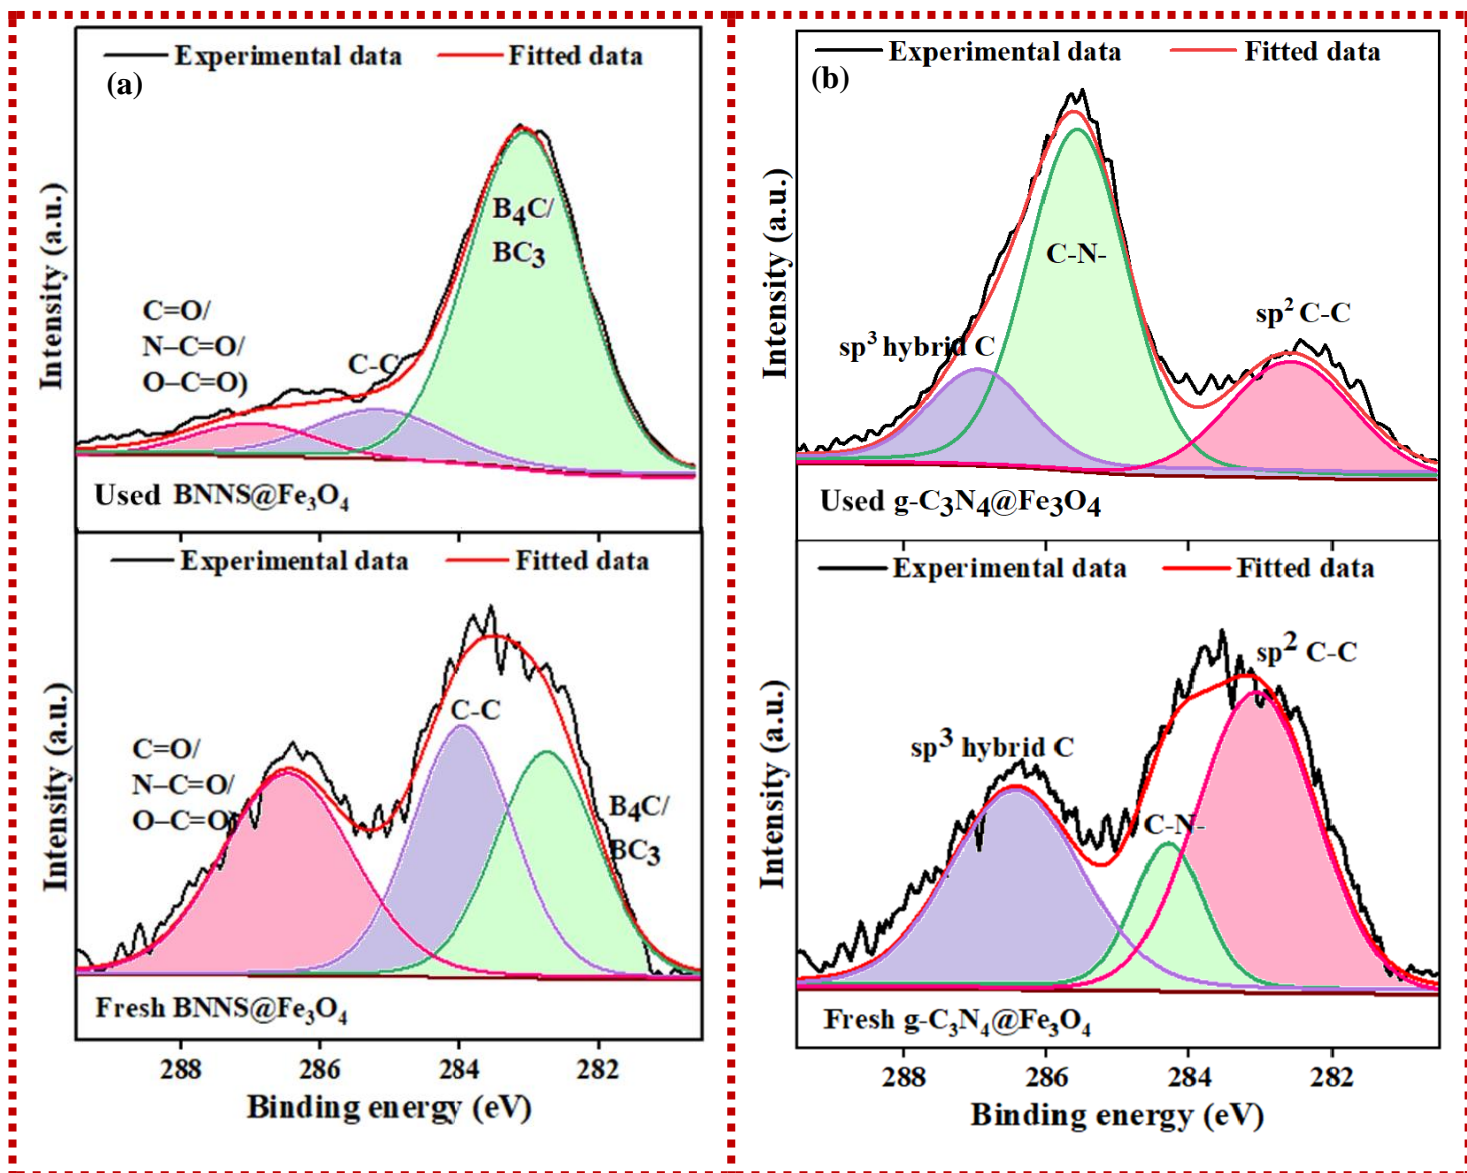 Experimental data Fitted data
(a)
B₄C/
BC₃
C=O/
N–C=O/
O–C=O)
C-C
Intensity (a.u.)
Used BNNS@Fe₃O₄
Experimental data Fitted data
C-C
C=O/
N–C=O/
O–C=O)
B₄C/
BC₃
Intensity (a.u.)
Fresh BNNS@Fe₃O₄
288 286 284 282
Binding energy (eV)
Experimental data Fitted data
(b)
C-N-
sp² C-C
sp³ hybrid C
Intensity (a.u.)
Used g-C₃N₄@Fe₃O₄
Experimental data Fitted data
sp² C-C
sp³ hybrid C
C-N-
Intensity (a.u.)
Fresh g-C₃N₄@Fe₃O₄
288 286 284 282
Binding energy (eV)